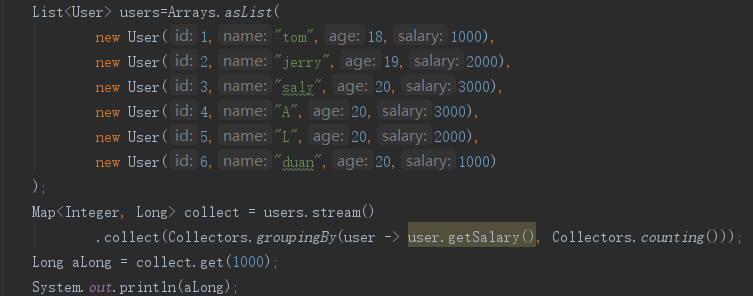 List<User> users=Arrays.asList(
new User( id: 1, name: "tom", age: 18, salary: 1000),
new User( id: 2, name: "jerry", age: 19, salary: 2000),
new User( id: 3, name: "saly", age: 20, salary: 3000),
new User( id: 4, name: "A", age: 20, salary: 3000),
new User( id: 5, name: "L", age: 20, salary: 2000),
new User( id: 6, name: "duan", age: 20, salary: 1000)
);
Map<Integer, Long> collect = users.stream()
.collect(Collectors.groupingBy(user -> user.getSalary(), Collectors.counting()));
Long aLong = collect.get(1000);
System.out.println(aLong);